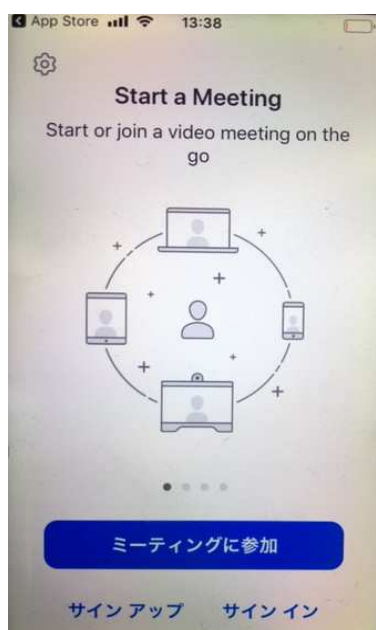 App Store 13:38
Start a Meeting
Start or join a video meeting on the
go
ミーティングに参加
サイン アップ サイン イン